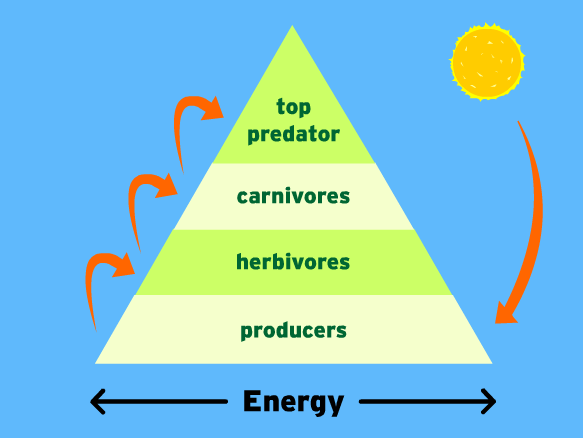 top
predator
carnivores
herbivores
producers
Energy